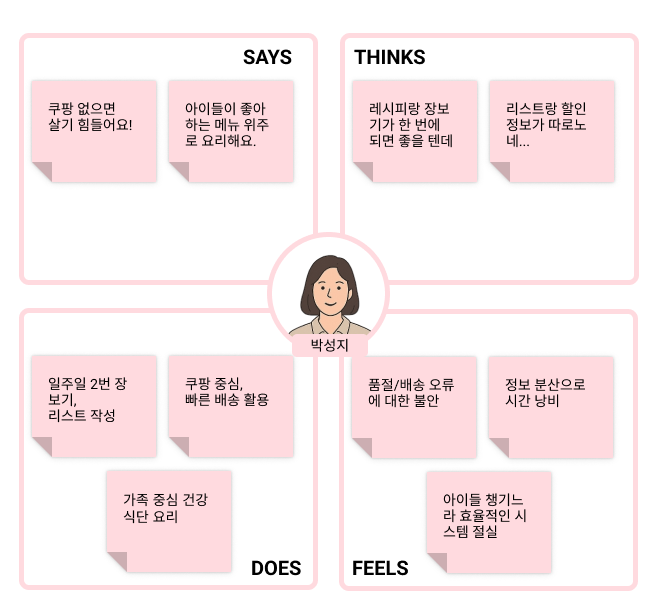 SAYS
쿠팡 없으면
살기 힘들어요!
아이들이 좋아
하는 메뉴 위주
로 요리해요.
THINKS
레시피랑 장보
기가 한 번에
되면 좋을 텐데
리스트랑 할인
정보가 따로노
네...
박성지
일주일 2번 장
보기,
리스트 작성
쿠팡 중심,
빠른 배송 활용
가족 중심 건강
식단 요리
DOES
품절/배송 오류
에 대한 불안
정보 분산으로
시간 낭비
아이들 챙기느
라 효율적인 시
스템 절실
FEELS